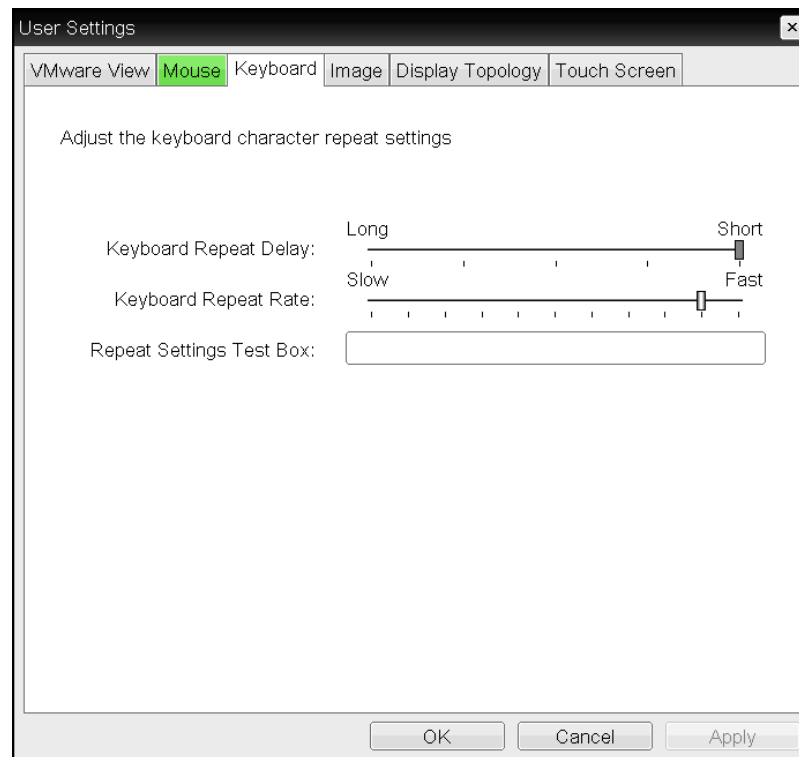 User Settings
VMware View Mouse Keyboard Image Display Topology Touch Screen
Adjust the keyboard character repeat settings
Long Short
Keyboard Repeat Delay:
Slow Fast
Keyboard Repeat Rate:
Repeat Settings Test Box:
OK Cancel Apply